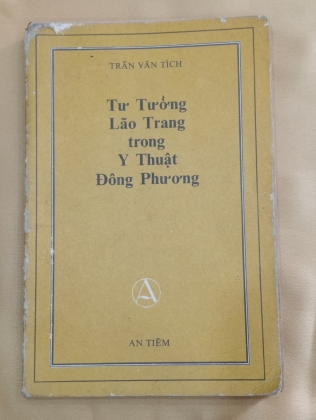 TRẦN VĂN TÍCH
Tư Tưởng
Lão Trang
trong
Y Thuật
Đông Phương
A
AN TIÊM